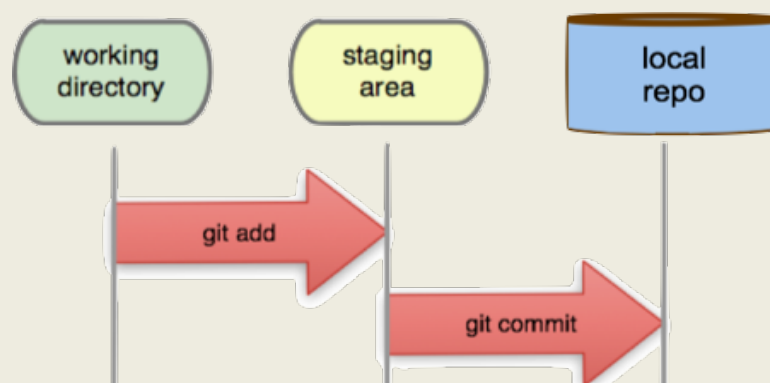 working
directory
staging
area
local
repo
git add
git commit